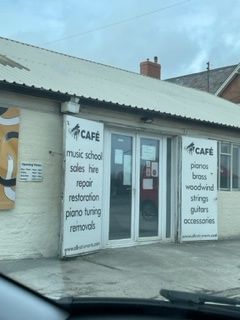 CAFÉ
music school
sales hire
repair
restoration
piano tuning
removals
CAFÉ
pianos
brass
woodwind
strings
guitars
accessories